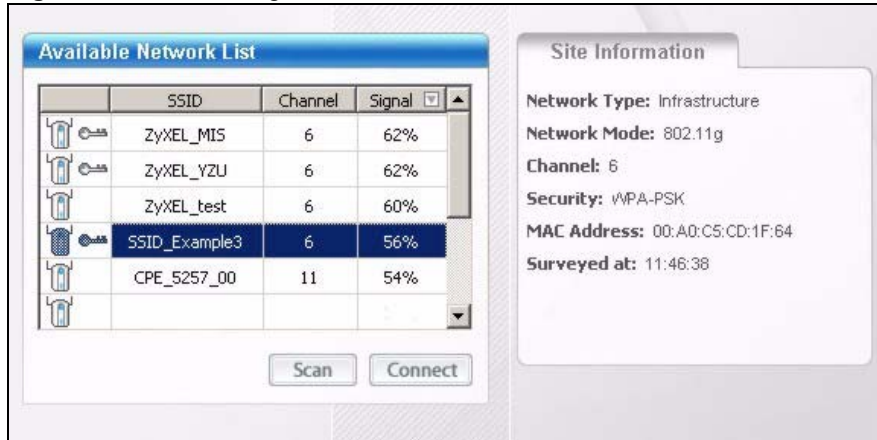 Available Network List
SSID Channel Signal
ZyXEL_MIS 6 62%
ZyXEL_YZU 6 62%
ZyXEL_test 6 60%
SSID_Example3 6 56%
CPE_5257_00 11 54%
Scan Connect
Site Information
Network Type: Infrastructure
Network Mode: 802.11g
Channel: 6
Security: WPA-PSK
MAC Address: 00:A0:C5:CD:1F:64
Surveyed at: 11:46:38